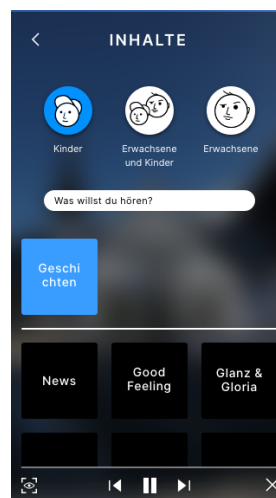 INHALTE
Kinder
Erwachsene
und Kinder
Erwachsene
Was willst du hören?
Geschi
chten
News
Good
Feeling
Glanz &
Gloria